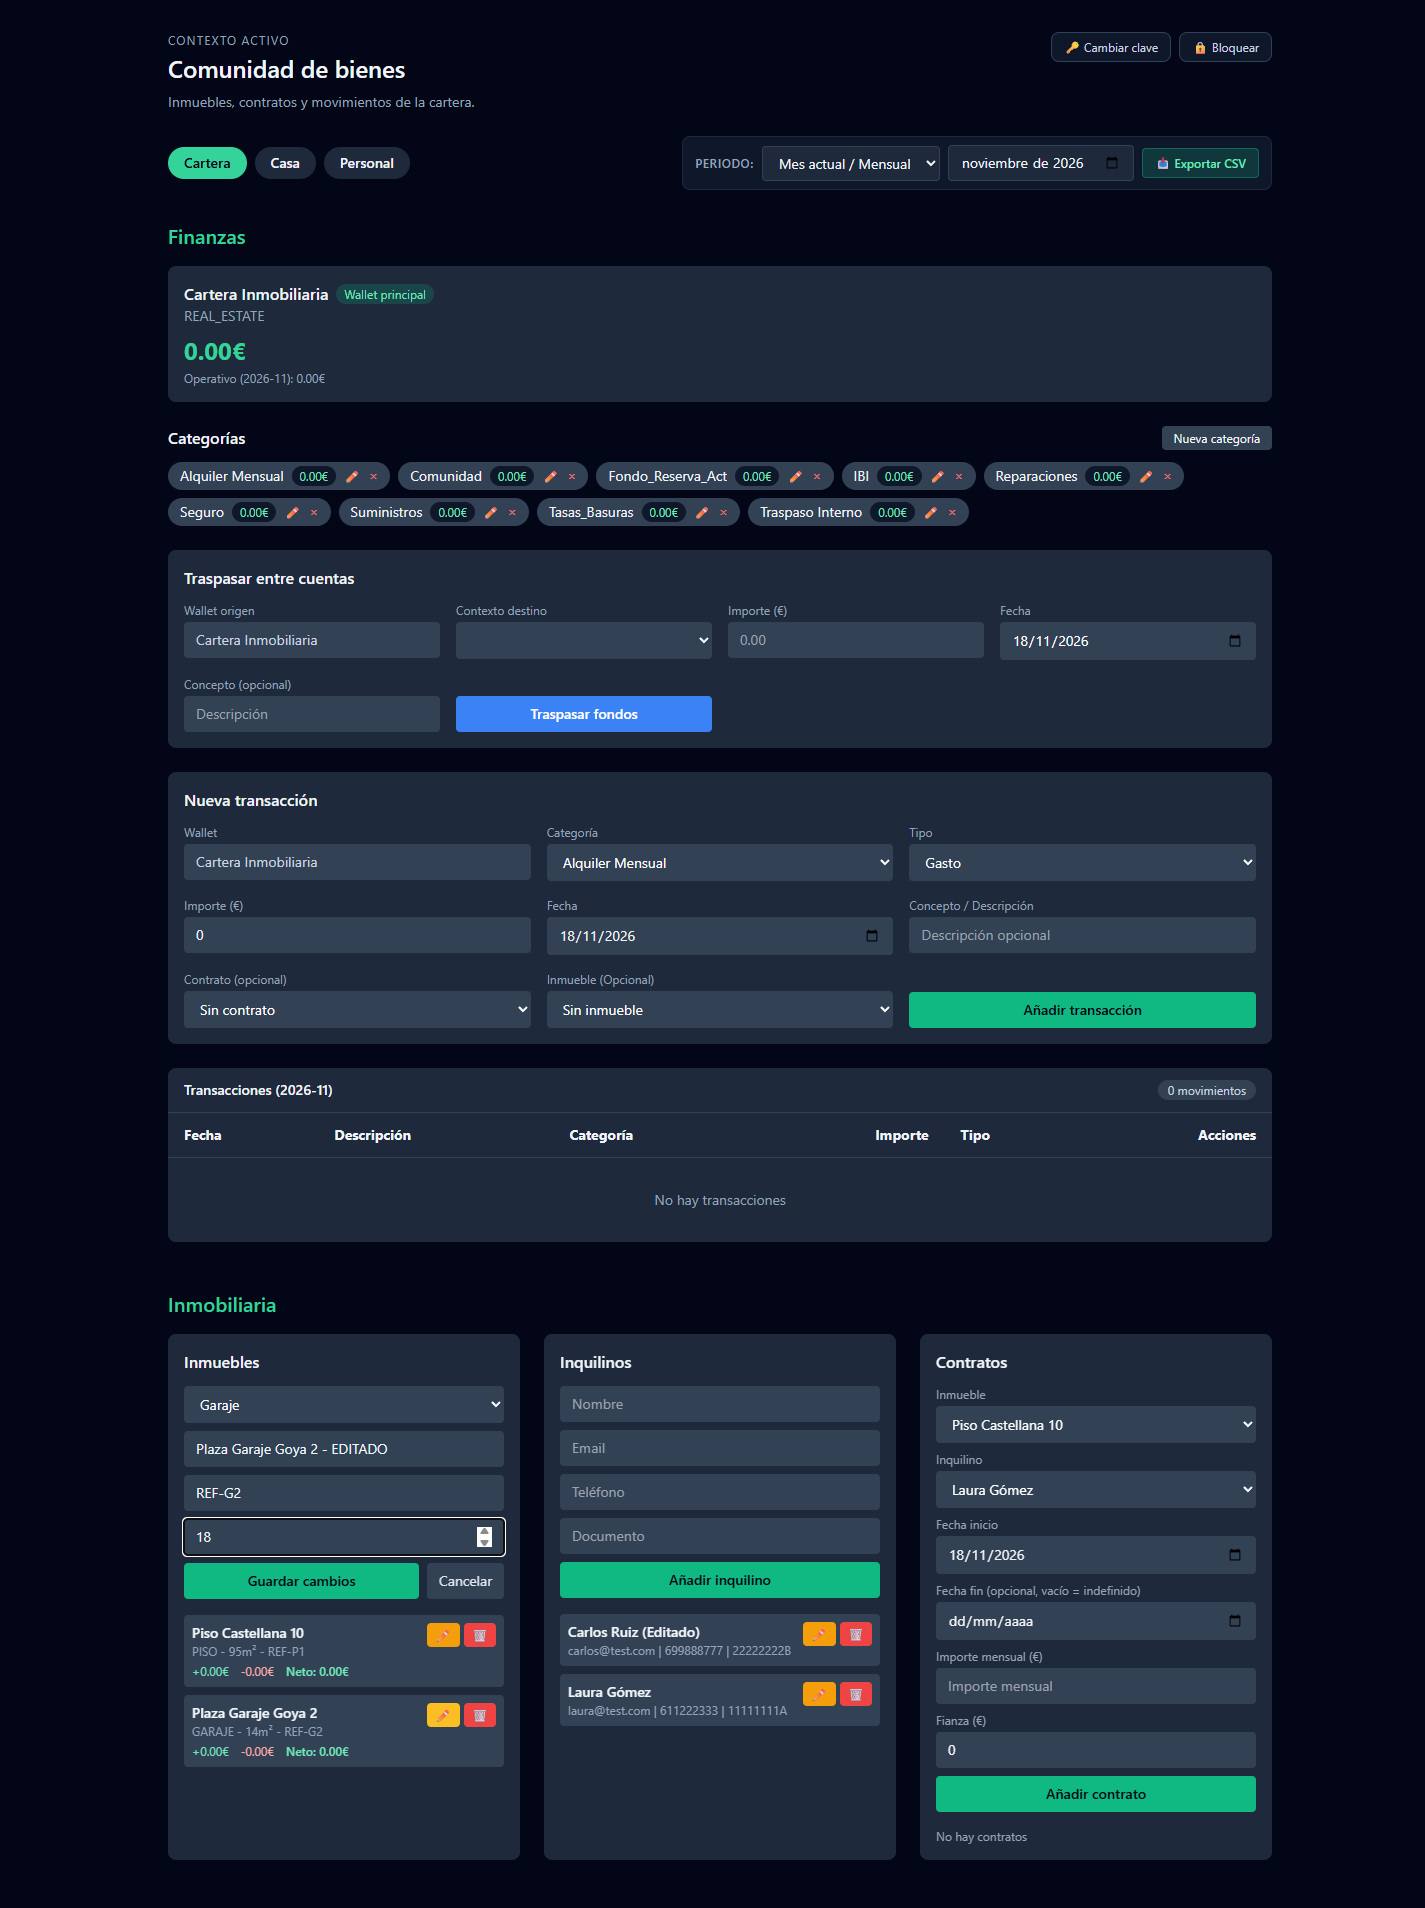 CONTEXTO ACTIVO
Comunidad de bienes
Inmuebles, contratos y movimientos de la cartera.
Cambiar clave
Bloquear
Cartera
Casa
Personal
PERIODO:
Mes actual / Mensual
noviembre de 2026
Exportar CSV
Finanzas
Cartera Inmobiliaria
Wallet principal
REAL_ESTATE
0.00€
Operativo (2026-11): 0.00€
Categorías
Nueva categoría
Alquiler Mensual 0.00€ ×
Comunidad 0.00€ ×
Fondo_Reserva_Act 0.00€ ×
IBI 0.00€ ×
Reparaciones 0.00€ ×
Seguro 0.00€ ×
Suministros 0.00€ ×
Tasas_Basuras 0.00€ ×
Traspaso Interno 0.00€ ×
Traspasar entre cuentas
Wallet origen
Contexto destino
Importe (€)
Fecha
Cartera Inmobiliaria
0.00
18/11/2026
Concepto (opcional)
Descripción
Traspasar fondos
Nueva transacción
Wallet
Categoría
Tipo
Cartera Inmobiliaria
Alquiler Mensual
Gasto
Importe (€)
Fecha
Concepto / Descripción
0
18/11/2026
Descripción opcional
Contrato (opcional)
Inmueble (Opcional)
Sin contrato
Sin inmueble
Añadir transacción
Transacciones (2026-11)
0 movimientos
Fecha
Descripción
Categoría
Importe
Tipo
Acciones
No hay transacciones
Inmobiliaria
Inmuebles
Garaje
Plaza Garaje Goya 2 - EDITADO
REF-G2
18
Guardar cambios
Cancelar
Piso Castellana 10
PISO - 95m² - REF-P1
+0.00€ -0.00€ Neto: 0.00€
Plaza Garaje Goya 2
GARAJE - 14m² - REF-G2
+0.00€ -0.00€ Neto: 0.00€
Inquilinos
Nombre
Email
Teléfono
Documento
Añadir inquilino
Carlos Ruiz (Editado)
carlos@test.com | 699888777 | 22222222B
Laura Gómez
laura@test.com | 611222333 | 11111111A
Contratos
Inmueble
Piso Castellana 10
Inquilino
Laura Gómez
Fecha inicio
18/11/2026
Fecha fin (opcional, vacío = indefinido)
dd/mm/aaaa
Importe mensual (€)
Importe mensual
Fianza (€)
0
Añadir contrato
No hay contratos